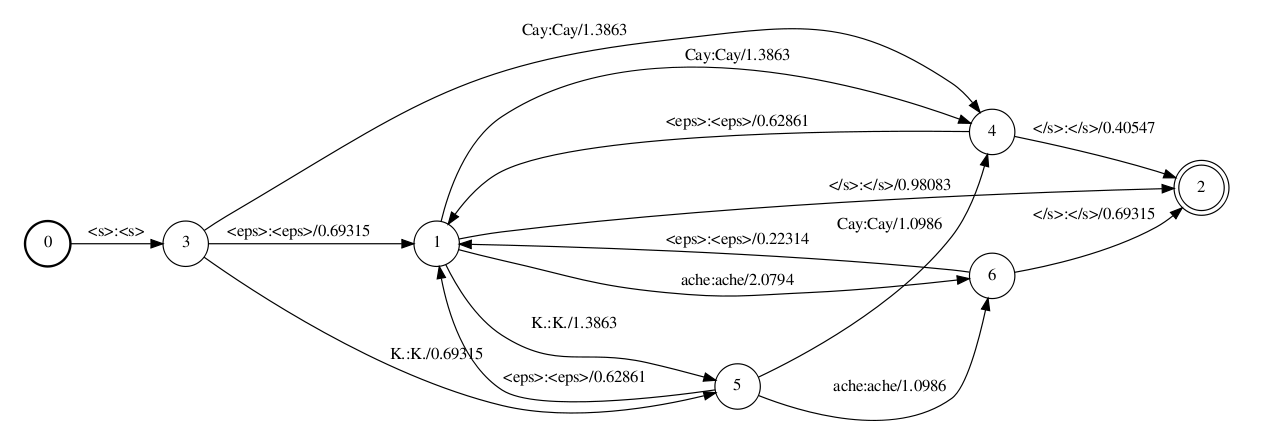 Cay:Cay/1.3863
Cay:Cay/1.3863
<eps>:<eps>/0.62861
4
</s>:</s>/0.40547
</s>:</s>/0.98083
2
Cay:Cay/1.0986
</s>:</s>/0.69315
0
<s>:<s>
3
<eps>:<eps>/0.69315
1
<eps>:<eps>/0.22314
ache:ache/2.0794
6
K.:K./1.3863
K.:K./0.69315
<eps>:<eps>/0.62861
5
ache:ache/1.0986